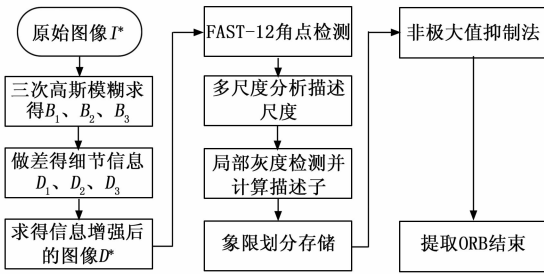 原始图像I*
三次高斯模糊求
得B₁、B₂、B₃
做差得细节信息
D₁、D₂、D₃
求得信息增强后
的图像D*
FAST-12角点检测
多尺度分析描述
尺度
局部灰度检测并
计算描述子
象限划分存储
非极大值抑制法
提取ORB结束